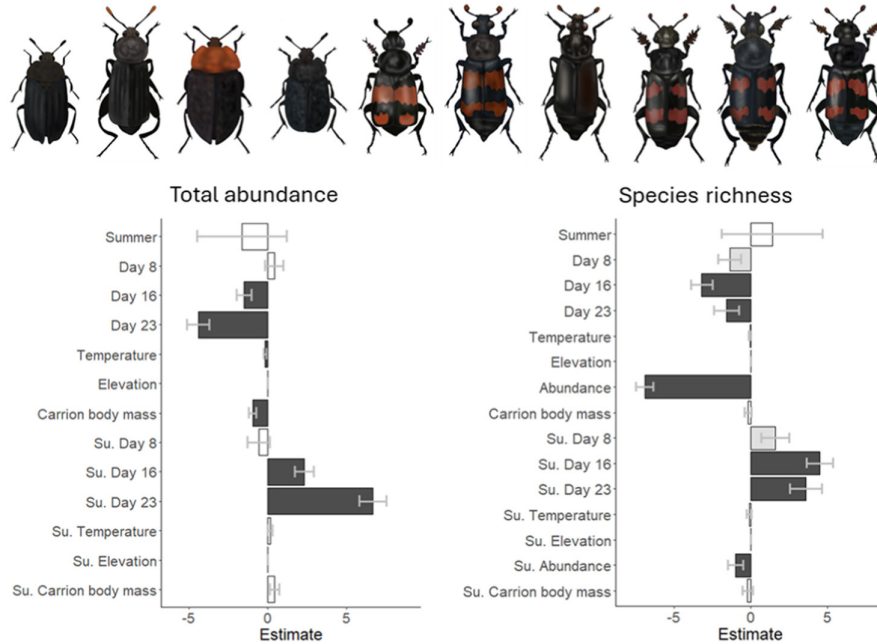 Total abundance
Summer
Day 8
Day 16
Day 23
Temperature
Elevation
Carrion body mass
Su. Day 8
Su. Day 16
Su. Day 23
Su. Temperature
Su. Elevation
Su. Carrion body mass
-5 0 5
Estimate
Species richness
Summer
Day 8
Day 16
Day 23
Temperature
Elevation
Abundance
Carrion body mass
Su. Day 8
Su. Day 16
Su. Day 23
Su. Temperature
Su. Elevation
Su. Abundance
Su. Carrion body mass
-5 0 5
Estimate